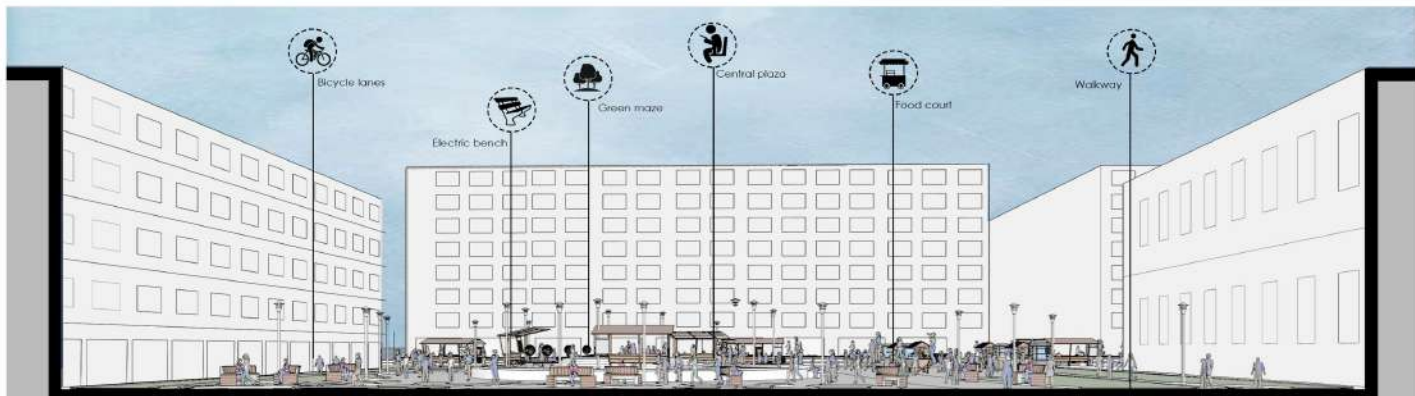 Bicycle lanes
Electric bench
Green maze
Central plaza
Food court
Walkway